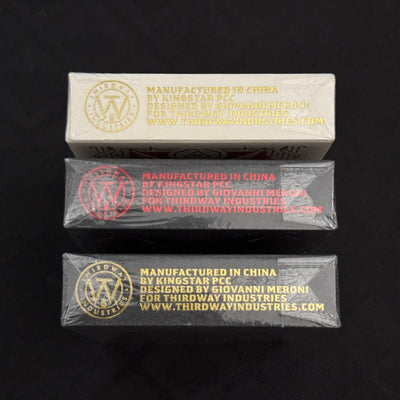 THIRDWAY
INDUSTRIES
MANUFACTURED IN CHINA
BY KINGSTAR PCC
DESIGNED BY GIOVANNI MERONI
FOR THIRDWAY INDUSTRIES
WWW.THIRDWAYINDUSTRIES.COM
THIRDWAY
INDUSTRIES
MANUFACTURED IN CHINA
BY KINGSTAR PCC
DESIGNED BY GIOVANNI MERONI
FOR THIRDWAY INDUSTRIES
WWW.THIRDWAYINDUSTRIES.COM
THIRDWAY
INDUSTRIES
MANUFACTURED IN CHINA
BY KINGSTAR PCC
DESIGNED BY GIOVANNI MERONI
FOR THIRDWAY INDUSTRIES
WWW.THIRDWAYINDUSTRIES.COM